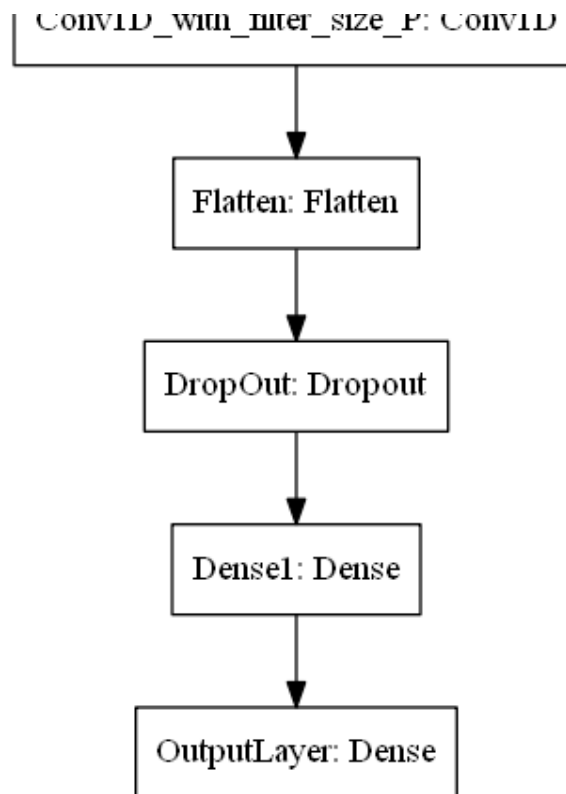 Conv1D_with_filter_size_P: Conv1D
Flatten: Flatten
DropOut: Dropout
Dense1: Dense
OutputLayer: Dense